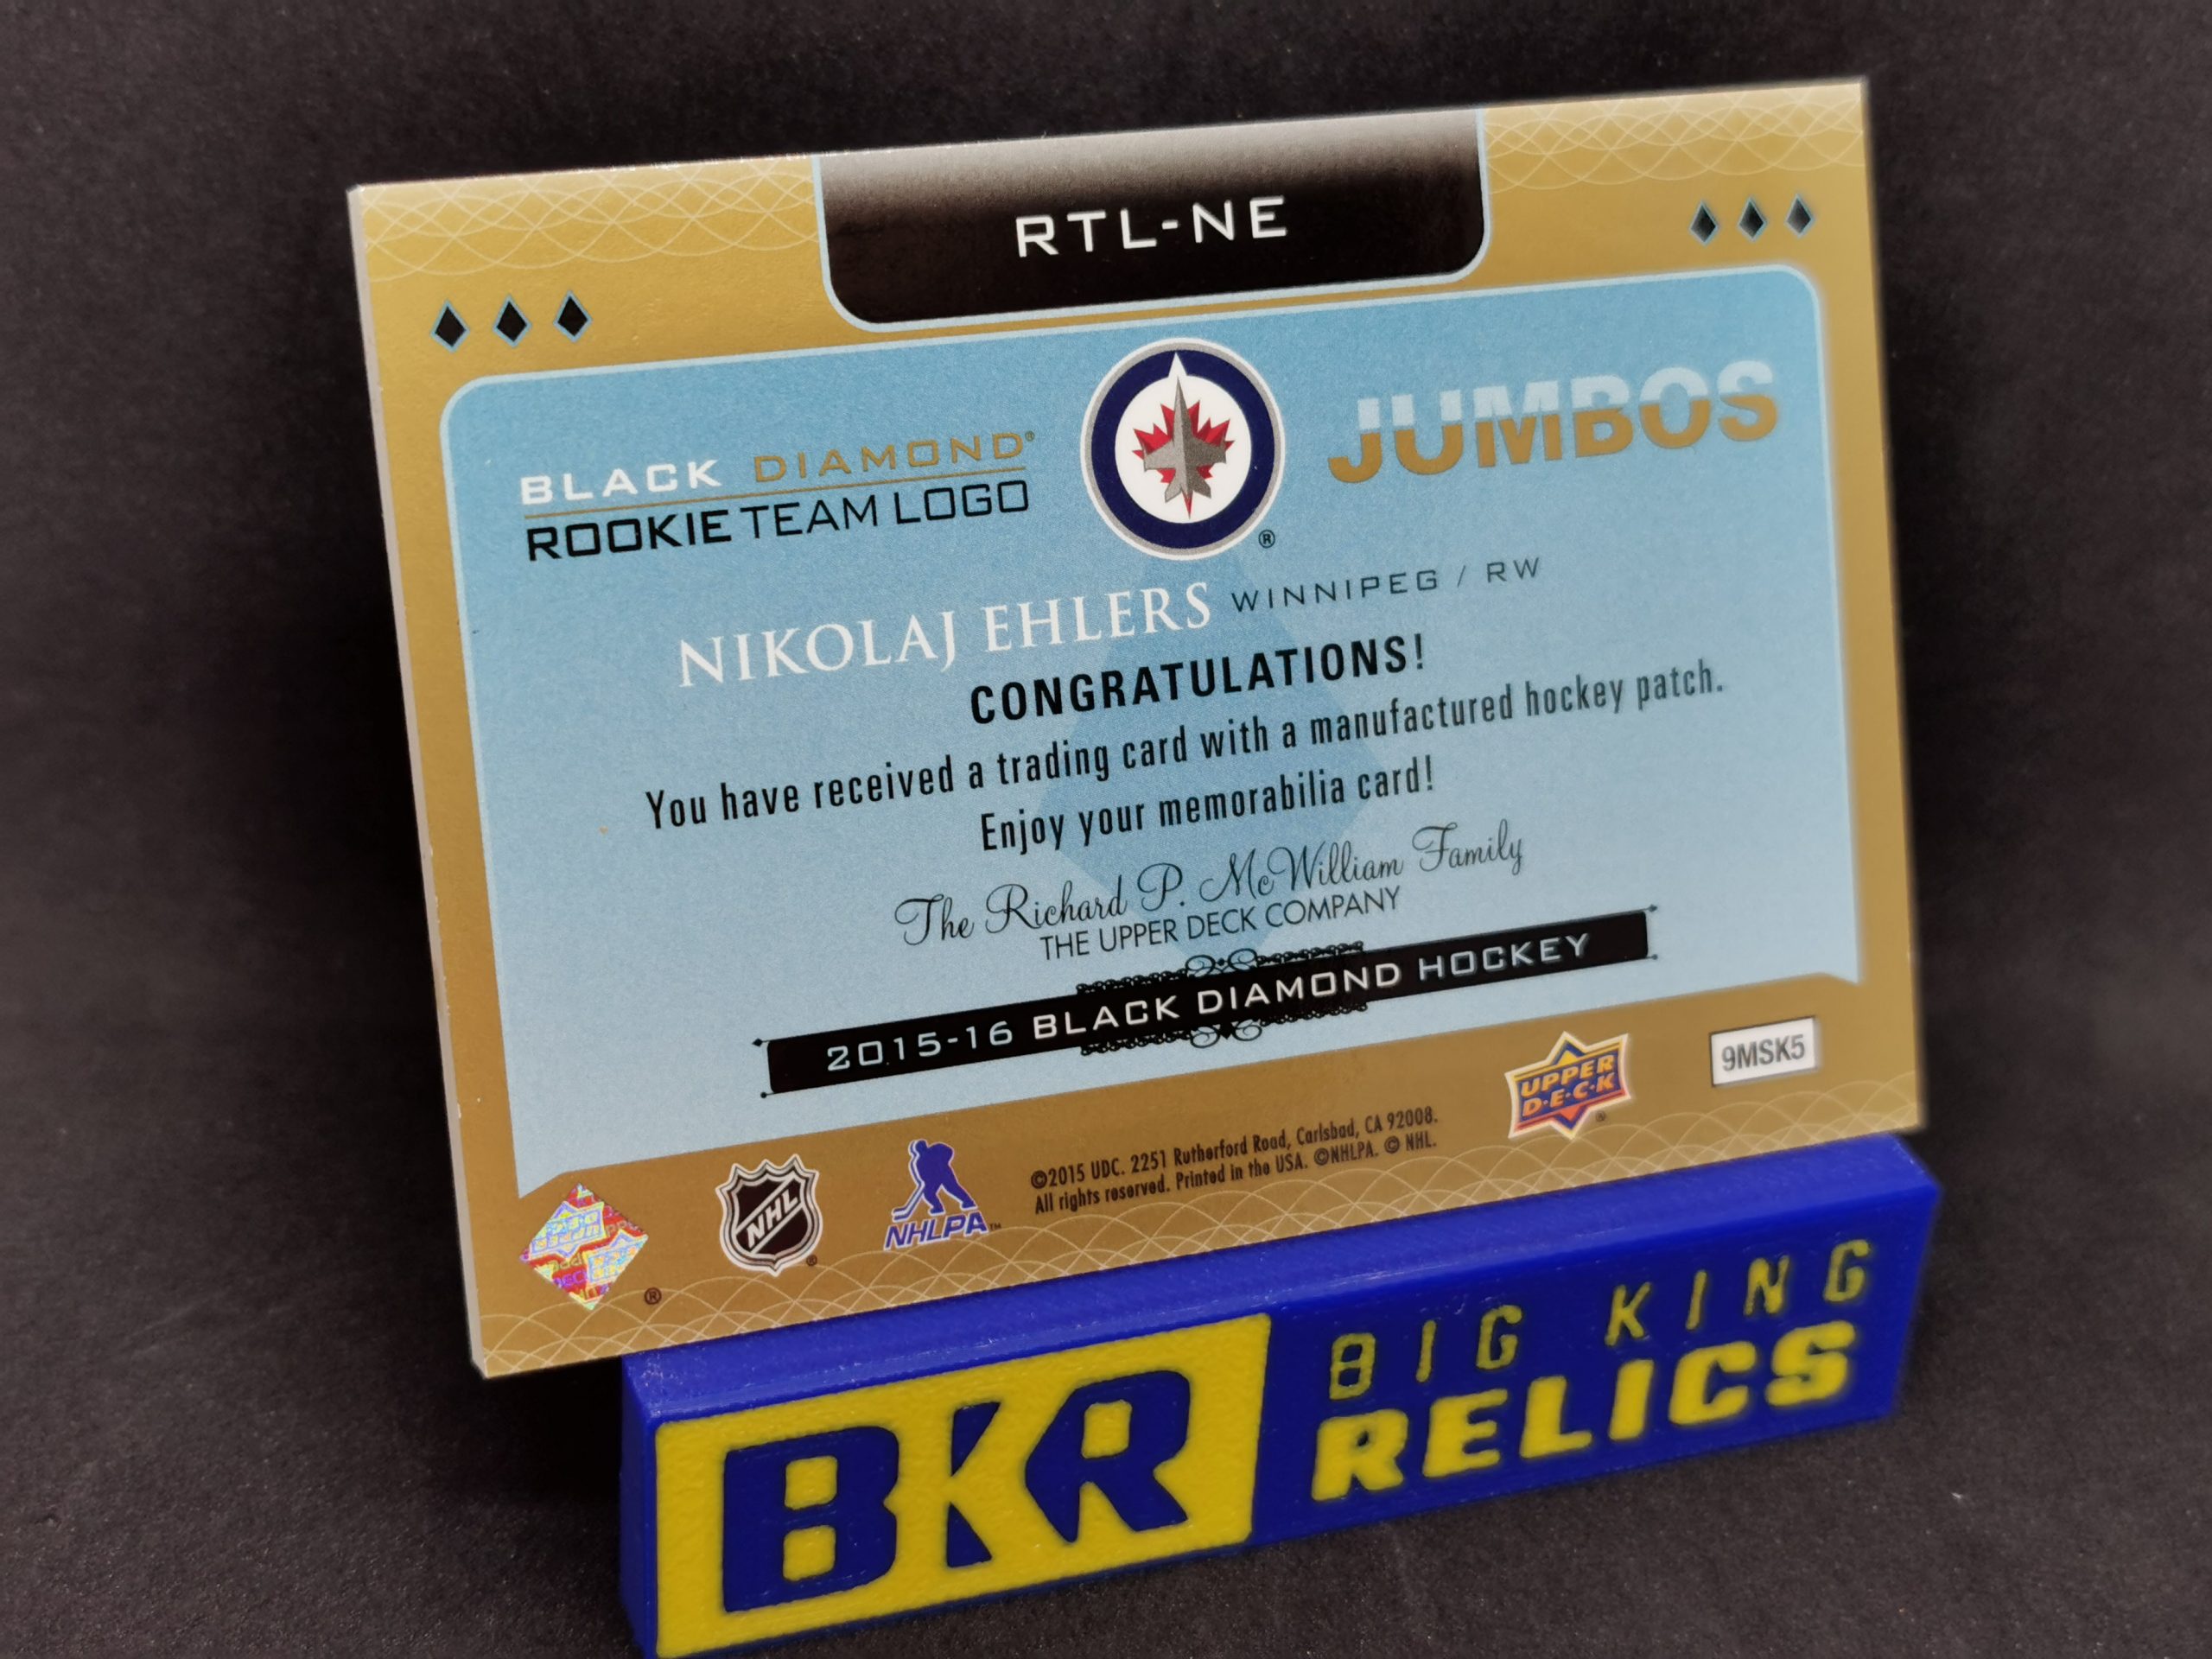 RTL-NE
BLACK DIAMOND®
ROOKIE TEAM LOGO
JUMBOS
®
NIKOLAJ EHLERS WINNIPEG / RW
CONGRATULATIONS!
You have received a trading card with a manufactured hockey patch.
Enjoy your memorabilia card!
The Richard P. McWilliam Family
THE UPPER DECK COMPANY
2015-16 BLACK DIAMOND HOCKEY
®
NHL
®
NHLPA™
©2015 UDC. 2251 Rutherford Road, Carlsbad, CA 92008.
All rights reserved. Printed in the USA. ©NHLPA. © NHL.
UPPER
D·E·C·K
®
9MSK5
BKR
BIG KING
RELICS